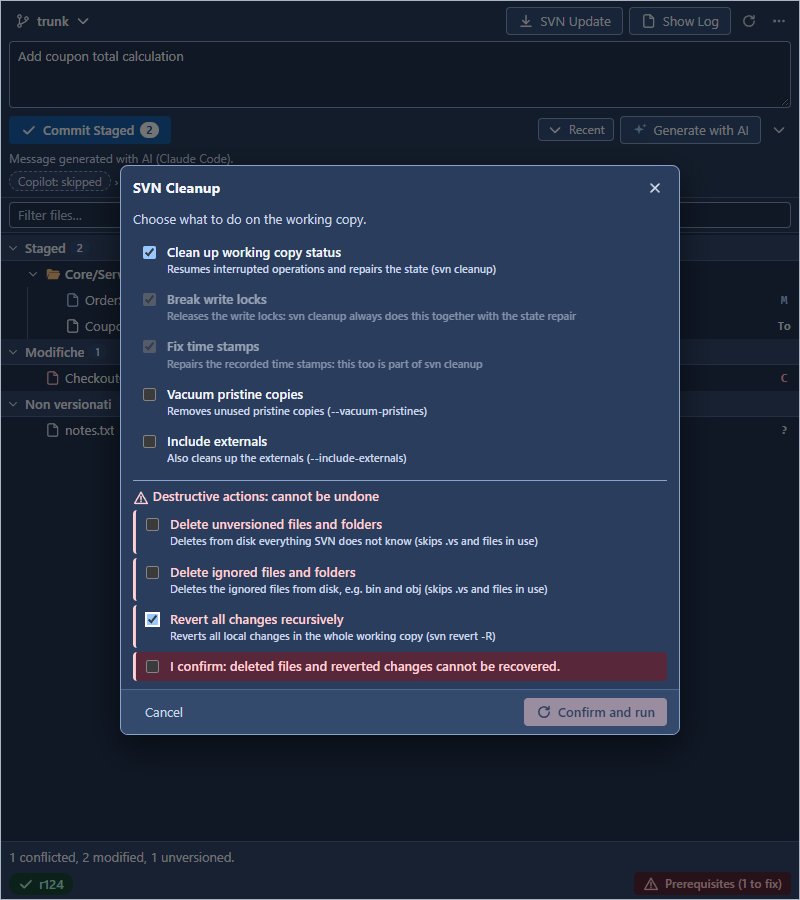 trunk
SVN Update
Show Log
Add coupon total calculation
Commit Staged 2
Recent
Generate with AI
Message generated with AI (Claude Code).
Copilot: skipped
Filter files...
SVN Cleanup
Choose what to do on the working copy.
Clean up working copy status
Resumes interrupted operations and repairs the state (svn cleanup)
Break write locks
Releases the write locks: svn cleanup always does this together with the state repair
Fix time stamps
Repairs the recorded time stamps: this too is part of svn cleanup
Vacuum pristine copies
Removes unused pristine copies (--vacuum-pristines)
Include externals
Also cleans up the externals (--include-externals)
Destructive actions: cannot be undone
Delete unversioned files and folders
Deletes from disk everything SVN does not know (skips .vs and files in use)
Delete ignored files and folders
Deletes the ignored files from disk, e.g. bin and obj (skips .vs and files in use)
Revert all changes recursively
Reverts all local changes in the whole working copy (svn revert -R)
I confirm: deleted files and reverted changes cannot be recovered.
Cancel
Confirm and run
Staged 2
Core/Serv
Order
M
Coupo
To
Modifiche 1
Checkout
C
Non versionati
notes.txt
?
1 conflicted, 2 modified, 1 unversioned.
r124
Prerequisites (1 to fix)